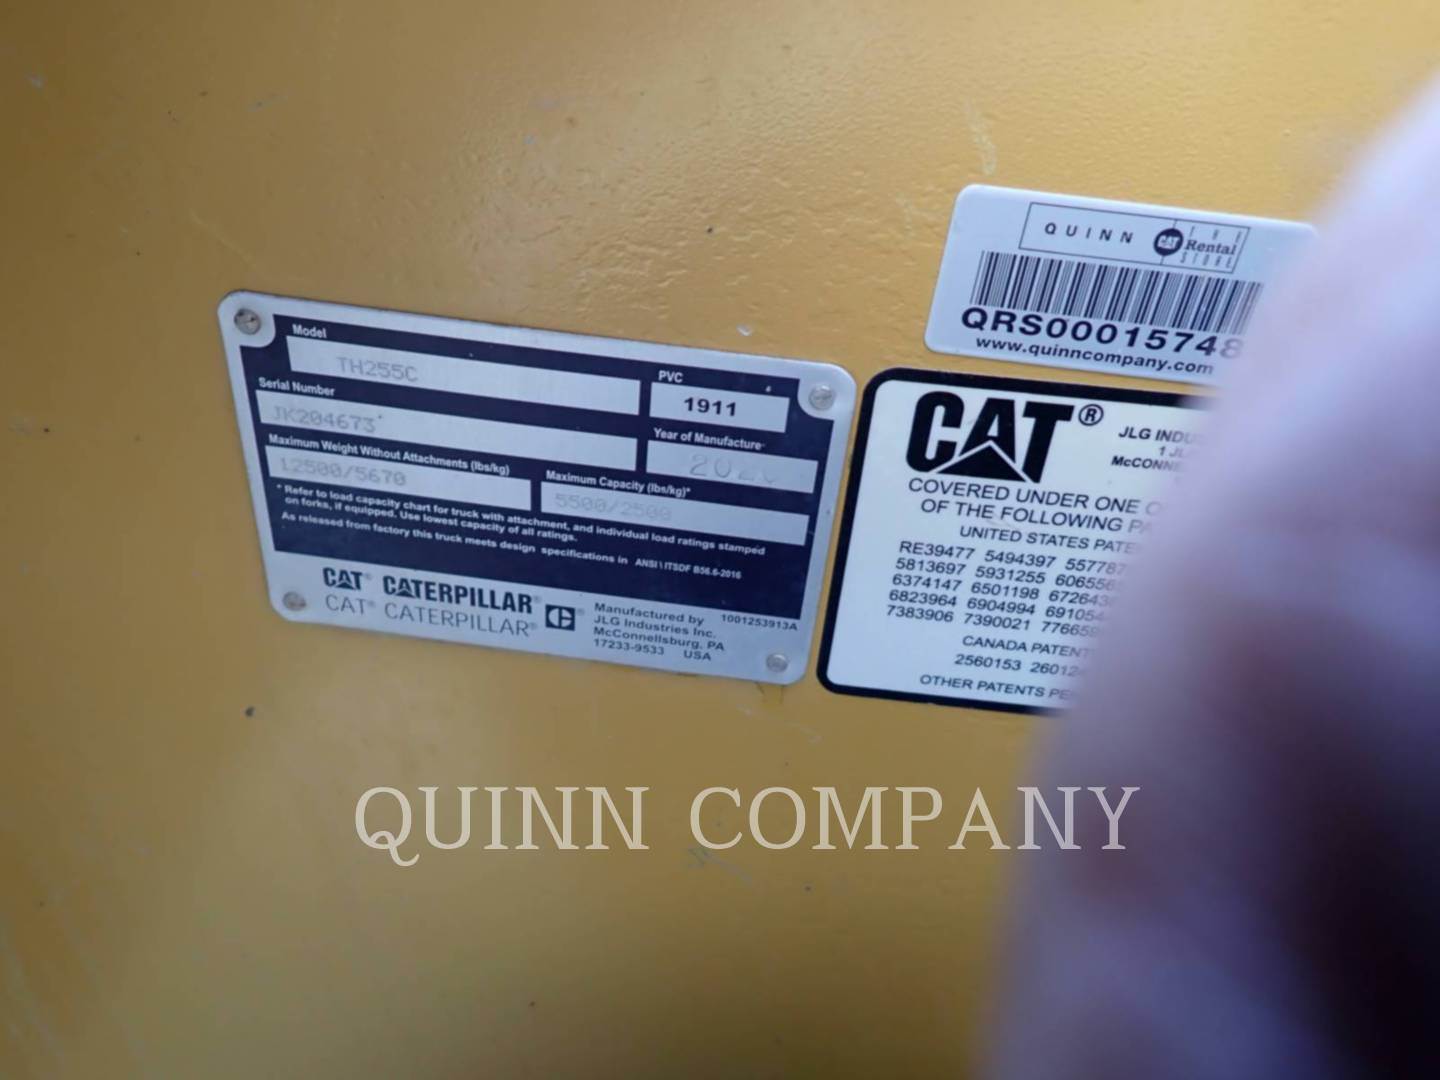 Model
TH255C
PVC
1911
Serial Number
JK204673*
Year of Manufacture
Maximum Weight Without Attachments (lbs/kg)
12500/5670
Maximum Capacity (lbs/kg)*
5500/2500
* Refer to load capacity chart for truck with attachment, and individual load ratings stamped
on forks, if equipped. Use lowest capacity of all ratings.
As released from factory this truck meets design specifications in ANSI \ ITSDF B56.6-2016
CAT® CATERPILLAR®
CAT® CATERPILLAR®
Manufactured by 1001253913A
JLG Industries Inc.
McConnellsburg, PA
17233-9533 USA
QUINN CAT THE Rental STORE
QRS00015748
www.quinncompany.com
CAT®
JLG
1
COVERED UNDER ONE
OF THE FOLLOWING
UNITED STATES
RE39477 5494397
5813697 5931255
6374147 6501198
6823964 6904994
7383906 7390021
CANADA
2560153
OTHER PATENTS
QUINN COMPANY